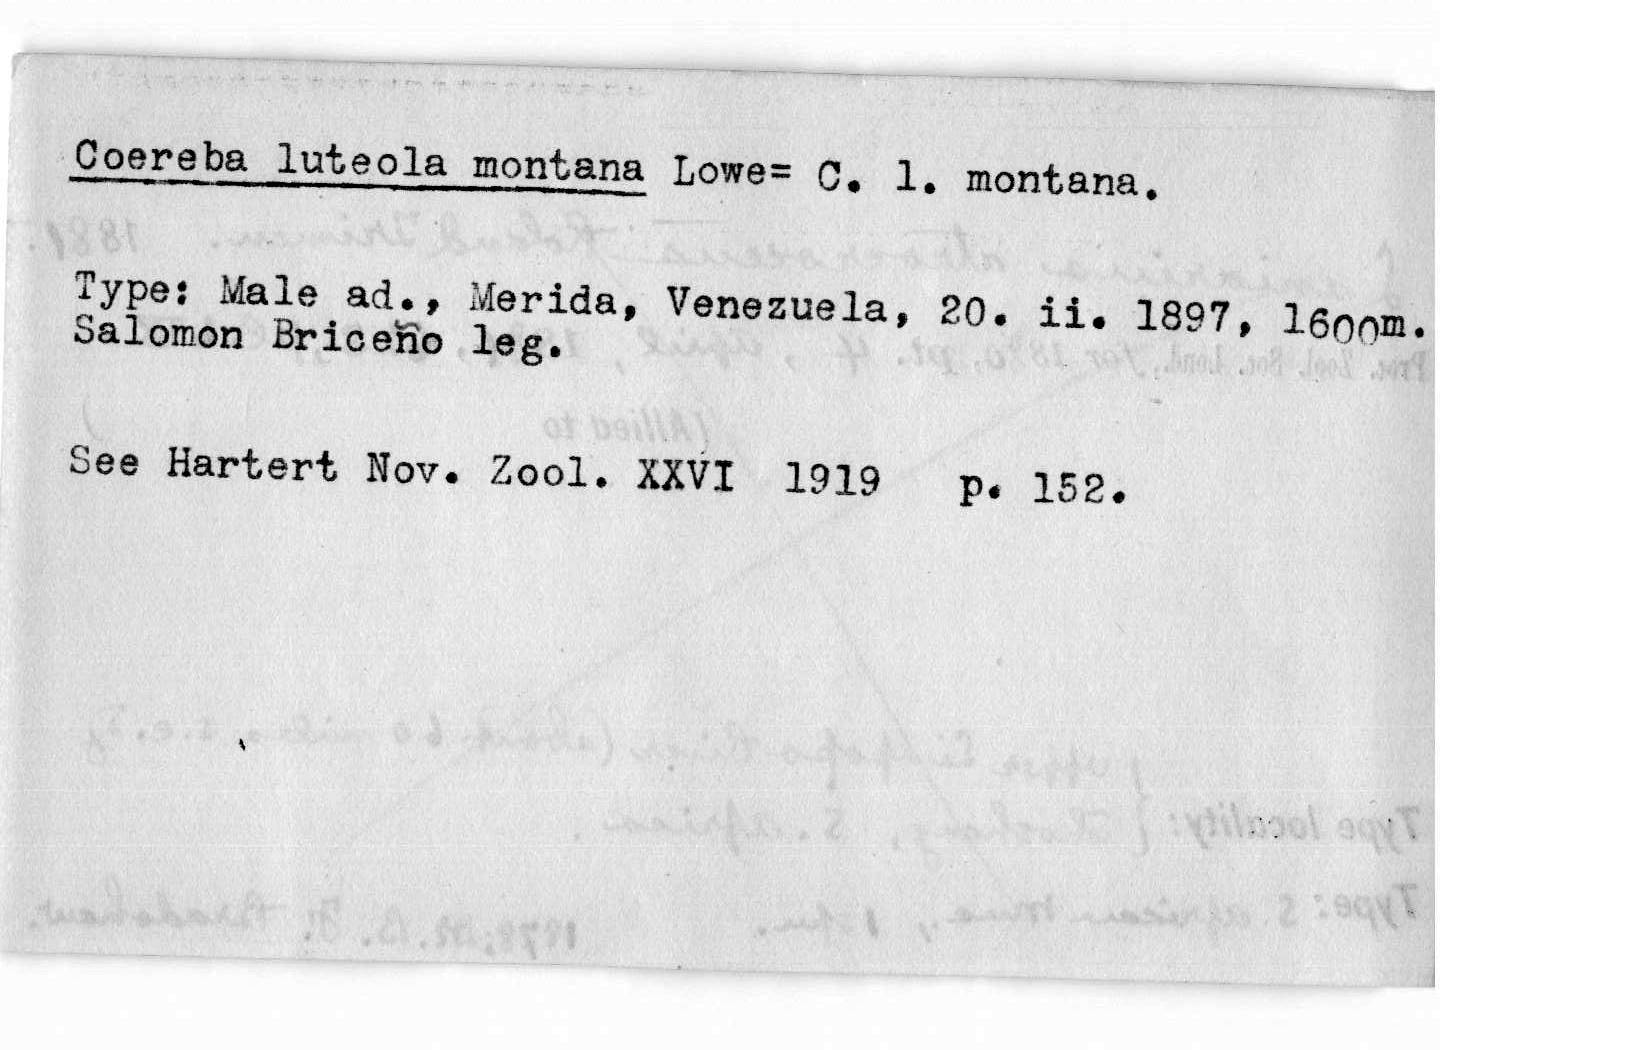 Coereba luteola montana Lowe= C. l. montana.
Type: Male ad., Merida, Venezuela, 20. ii. 1897, 1600m.
Salomon Briceño leg.
See Hartert Nov. Zool. XXVI 1919 p. 152.